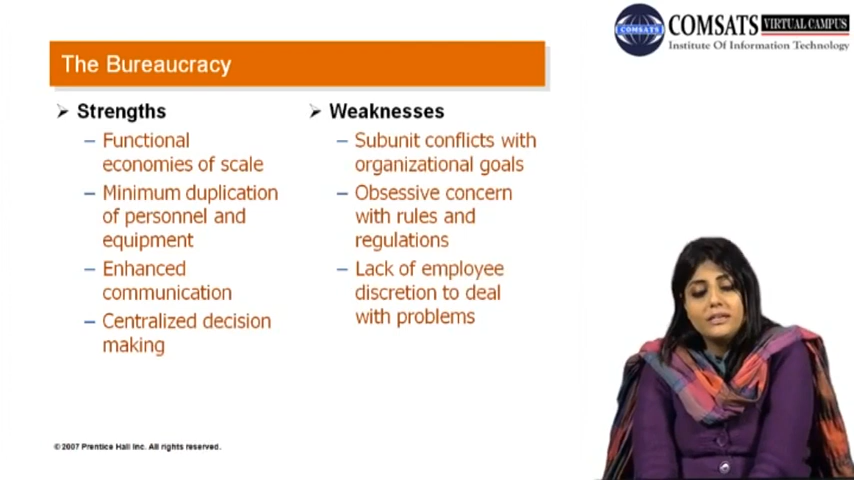 COMSATS VIRTUAL CAMPUS
COMSATS
Institute Of Information Technology
The Bureaucracy
➢ Strengths
– Functional
economies of scale
– Minimum duplication
of personnel and
equipment
– Enhanced
communication
– Centralized decision
making
➢ Weaknesses
– Subunit conflicts with
organizational goals
– Obsessive concern
with rules and
regulations
– Lack of employee
discretion to deal
with problems
© 2007 Prentice Hall Inc. All rights reserved.